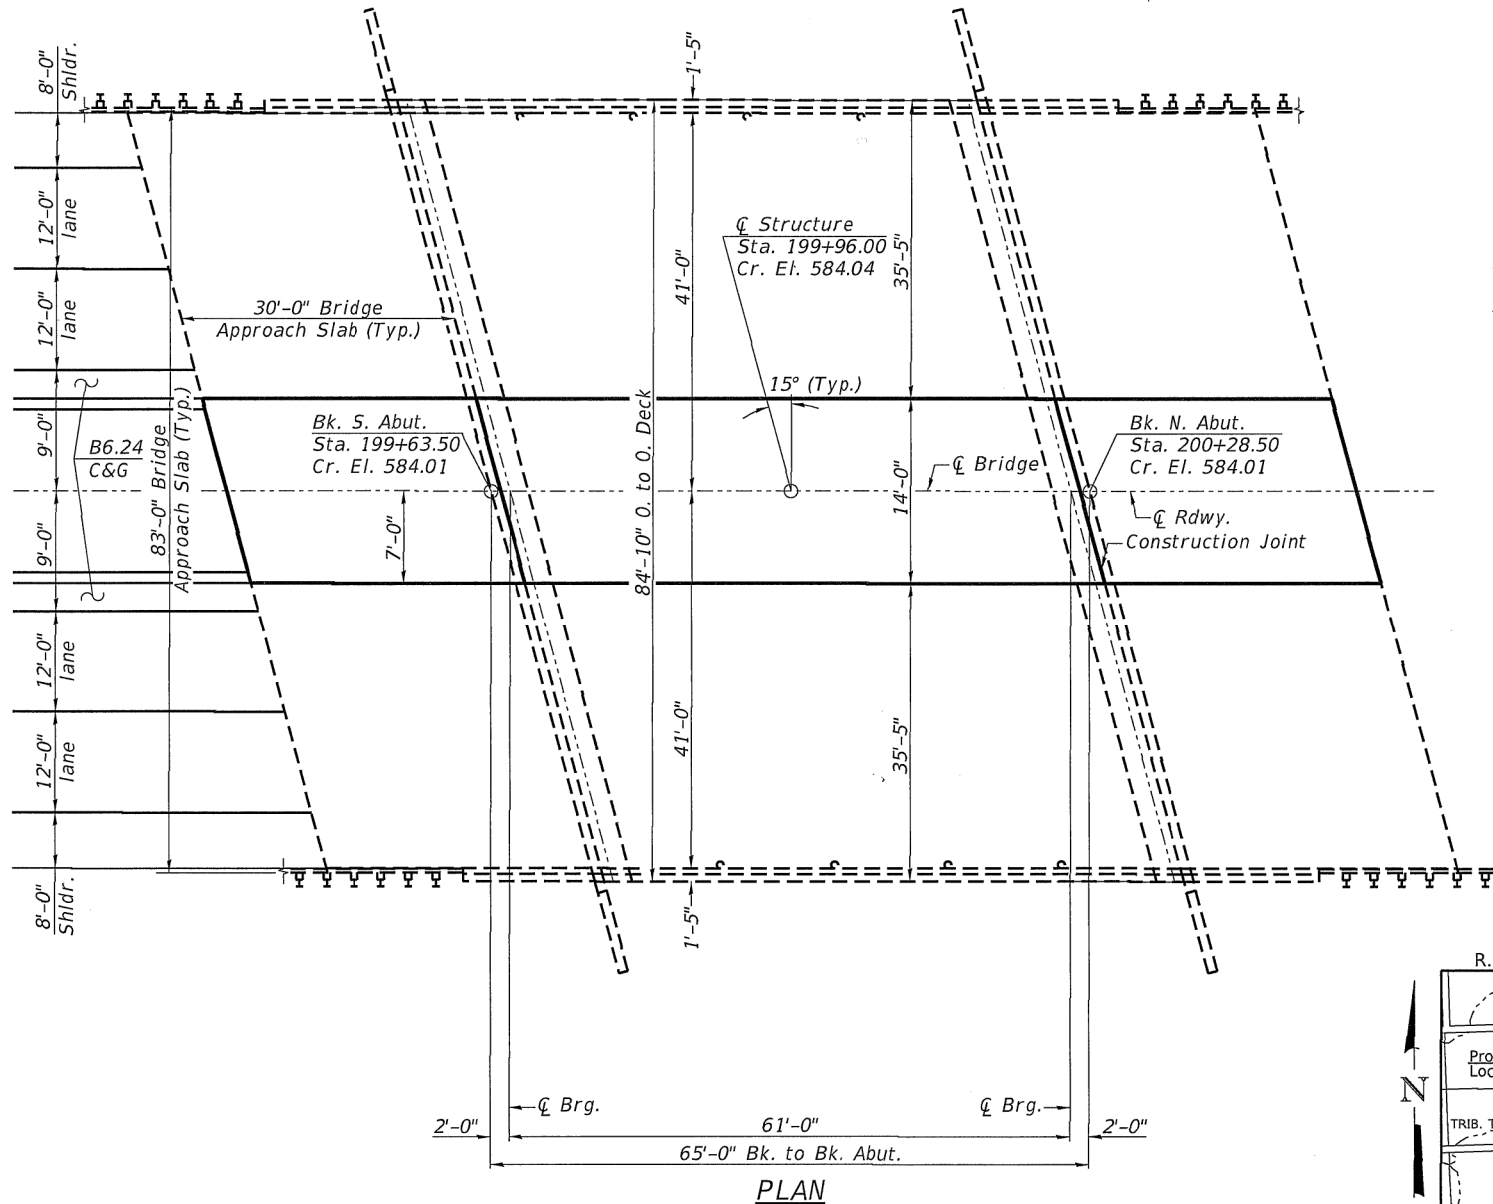 8'-0"
Shldr.
12'-0"
lane
12'-0"
lane
9'-0"
9'-0"
12'-0"
lane
12'-0"
lane
8'-0"
Shldr.
B6.24
C&G
83'-0" Bridge
Approach Slab (Typ.)
30'-0" Bridge
Approach Slab (Typ.)
Bk. S. Abut.
Sta. 199+63.50
Cr. El. 584.01
7'-0"
84'-10" O. to O. Deck
1'-5"
41'-0"
41'-0"
1'-5"
℄ Structure
Sta. 199+96.00
Cr. El. 584.04
15° (Typ.)
35'-5"
14'-0"
35'-5"
℄ Bridge
Bk. N. Abut.
Sta. 200+28.50
Cr. El. 584.01
℄ Rdwy.
Construction Joint
℄ Brg.
℄ Brg.
2'-0"
61'-0"
2'-0"
65'-0" Bk. to Bk. Abut.
PLAN
N
R.
Pro
Loc
TRIB. T